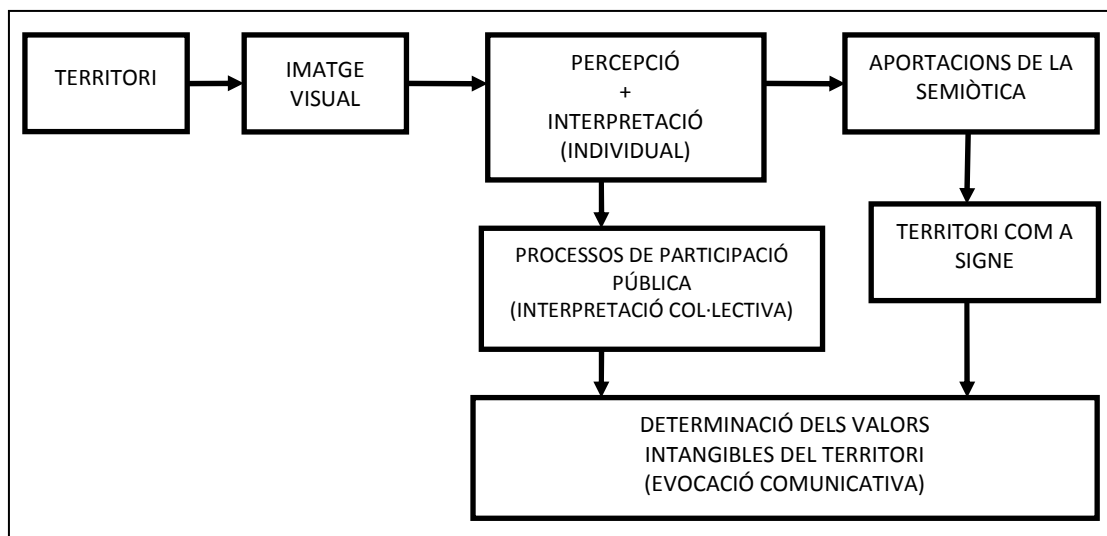 TERRITORI
IMATGE
VISUAL
PERCEPCIÓ
+
INTERPRETACIÓ
(INDIVIDUAL)
APORTACIONS DE LA
SEMIÒTICA
PROCESSOS DE PARTICIPACIÓ
PÚBLICA
(INTERPRETACIÓ COL·LECTIVA)
TERRITORI COM A
SIGNE
DETERMINACIÓ DELS VALORS
INTANGIBLES DEL TERRITORI
(EVOCACIÓ COMUNICATIVA)